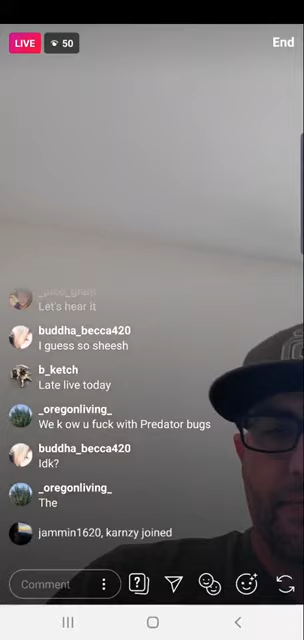 LIVE
50
End
Let's hear it
buddha_becca420
I guess so sheesh
b_ketch
Late live today
_oregonliving_
We k ow u fuck with Predator bugs
buddha_becca420
Idk?
_oregonliving_
The
jammin1620, karnzy joined
Comment